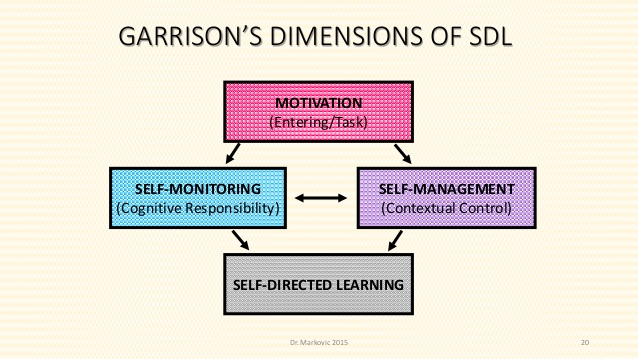 GARRISON’S DIMENSIONS OF SDL
MOTIVATION
(Entering/Task)
SELF-MONITORING
(Cognitive Responsibility)
SELF-MANAGEMENT
(Contextual Control)
SELF-DIRECTED LEARNING
Dr. Markovic 2015
20